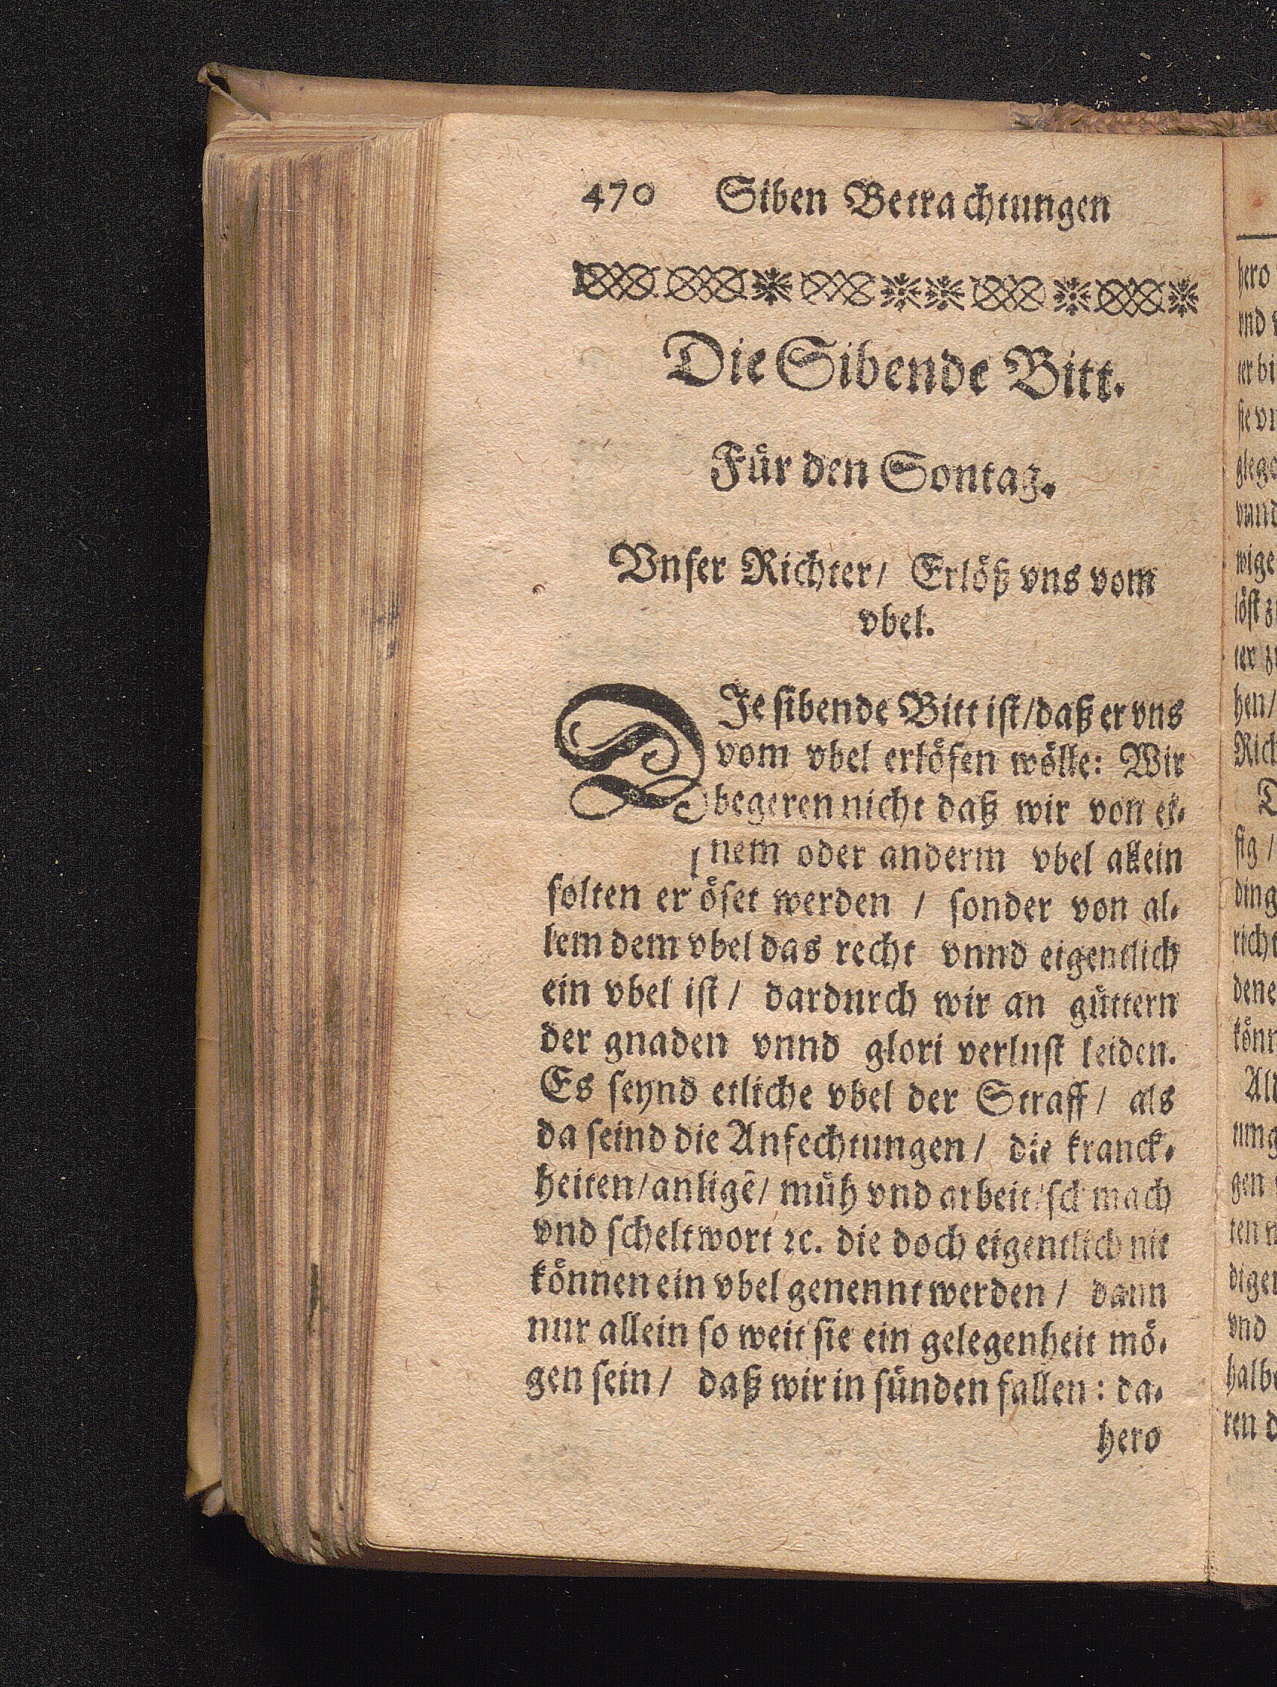 470 Siben Betrachtungen
Die Sibende Bitt.
Für den Sontag.
Vnser Richter/ Erlöß vns vom
vbel.
DIe sibende Bitt ist/daß er vns
vom vbel erlösen wölle: Wir
begeren nicht daß wir von ei-
nem oder anderm vbel allein
solten erlöset werden / sonder von al-
lem dem vbel das recht vnnd eigentlich
ein vbel ist / dardurch wir an güttern
der gnaden vnnd glori verlust leiden.
Es seynd etliche vbel der Straff / als
da seind die Anfechtungen / die kranck-
heiten/anligē/ müh vnd arbeit/schmach
vnd scheltwort ꝛc. die doch eigentlich nit
können ein vbel genennt werden / dann
nur allein so weit sie ein gelegenheit mö-
gen sein / daß wir in sünden fallen : da-
hero